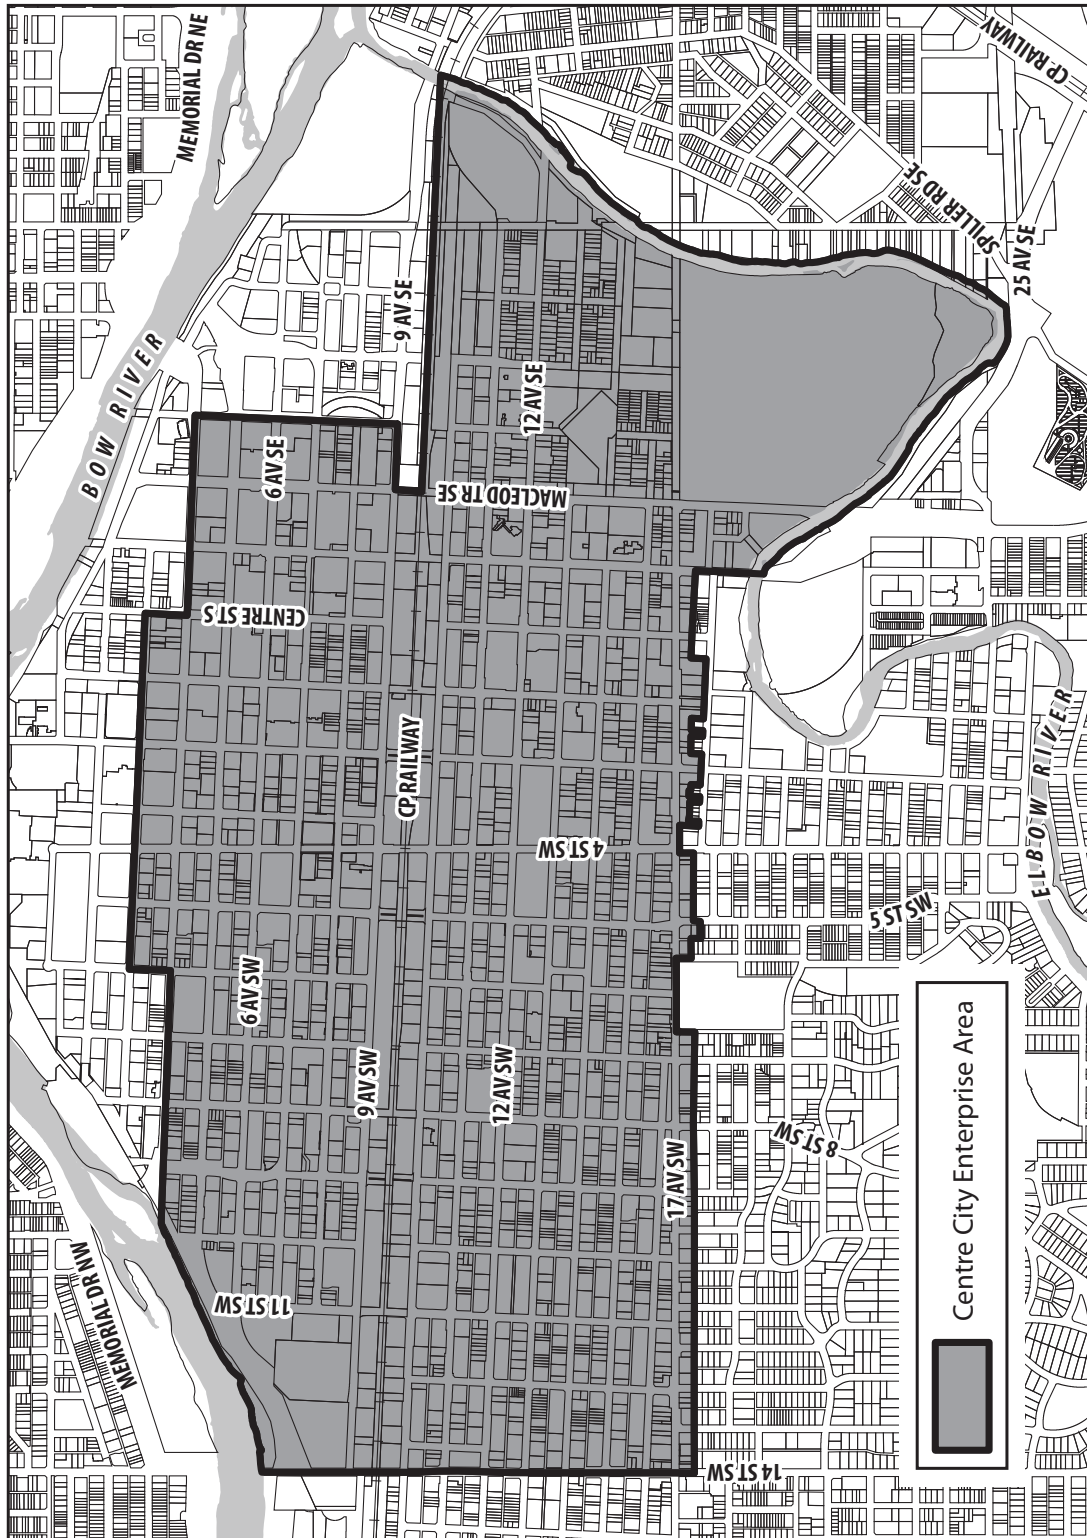 MEMORIAL DR NE
CP RAILWAY
SPILLER RD SE
25 AV SE
9 AV SE
BOW RIVER
12 AV SE
6 AV SE
MACLEOD TR SE
CENTRE ST S
CP RAILWAY
ELBOW RIVER
4 ST SW
5 ST SW
6 AV SW
9 AV SW
12 AV SW
8 ST SW
17 AV SW
11 ST SW
MEMORIAL DR NW
14 ST SW
Centre City Enterprise Area